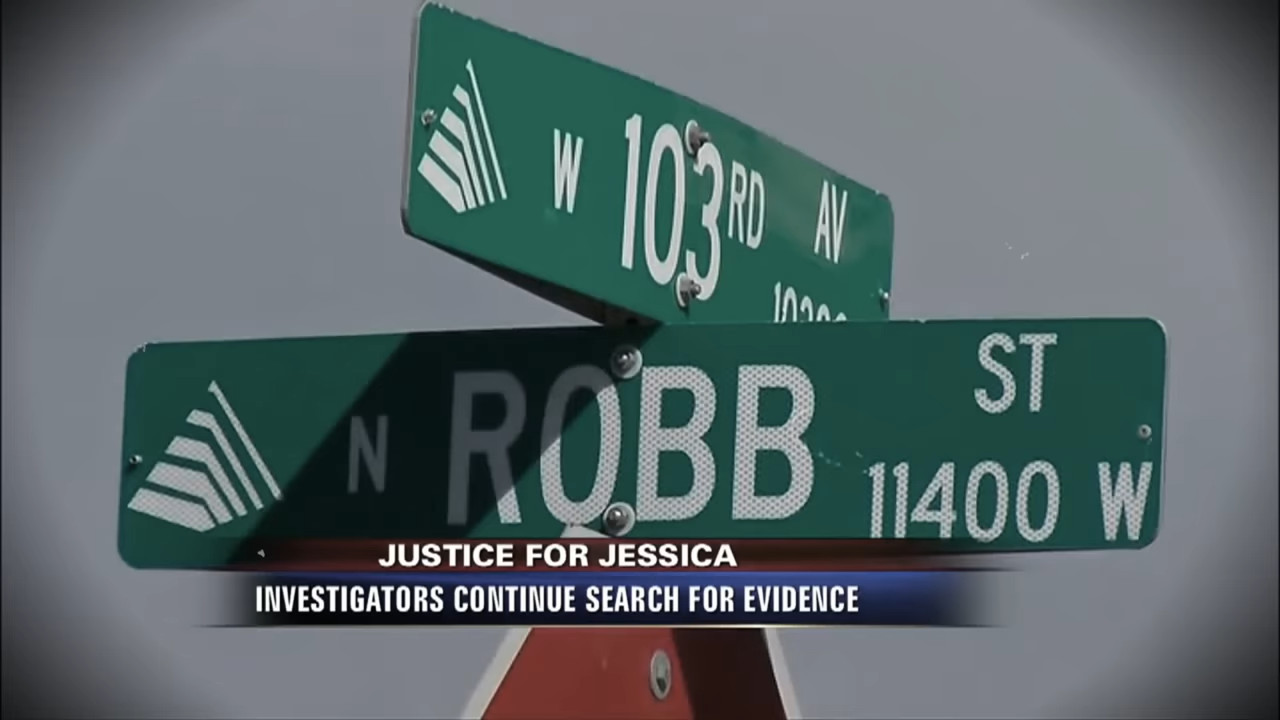 W 103RD AV
N ROBB ST
11400 W
JUSTICE FOR JESSICA
INVESTIGATORS CONTINUE SEARCH FOR EVIDENCE